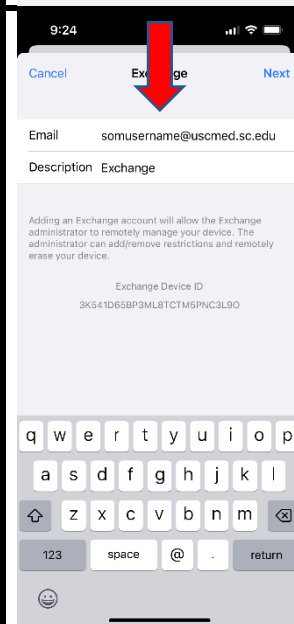 9:24
Cancel Exchange Next
Email somusername@uscmed.sc.edu
Description Exchange
Adding an Exchange account will allow the Exchange
administrator to remotely manage your device. The
administrator can add/remove restrictions and remotely
erase your device.
Exchange Device ID
3K541D65BP3ML8TCTM5PNC3L9O
q w e r t y u i o p
a s d f g h j k l
z x c v b n m
123 space @ . return